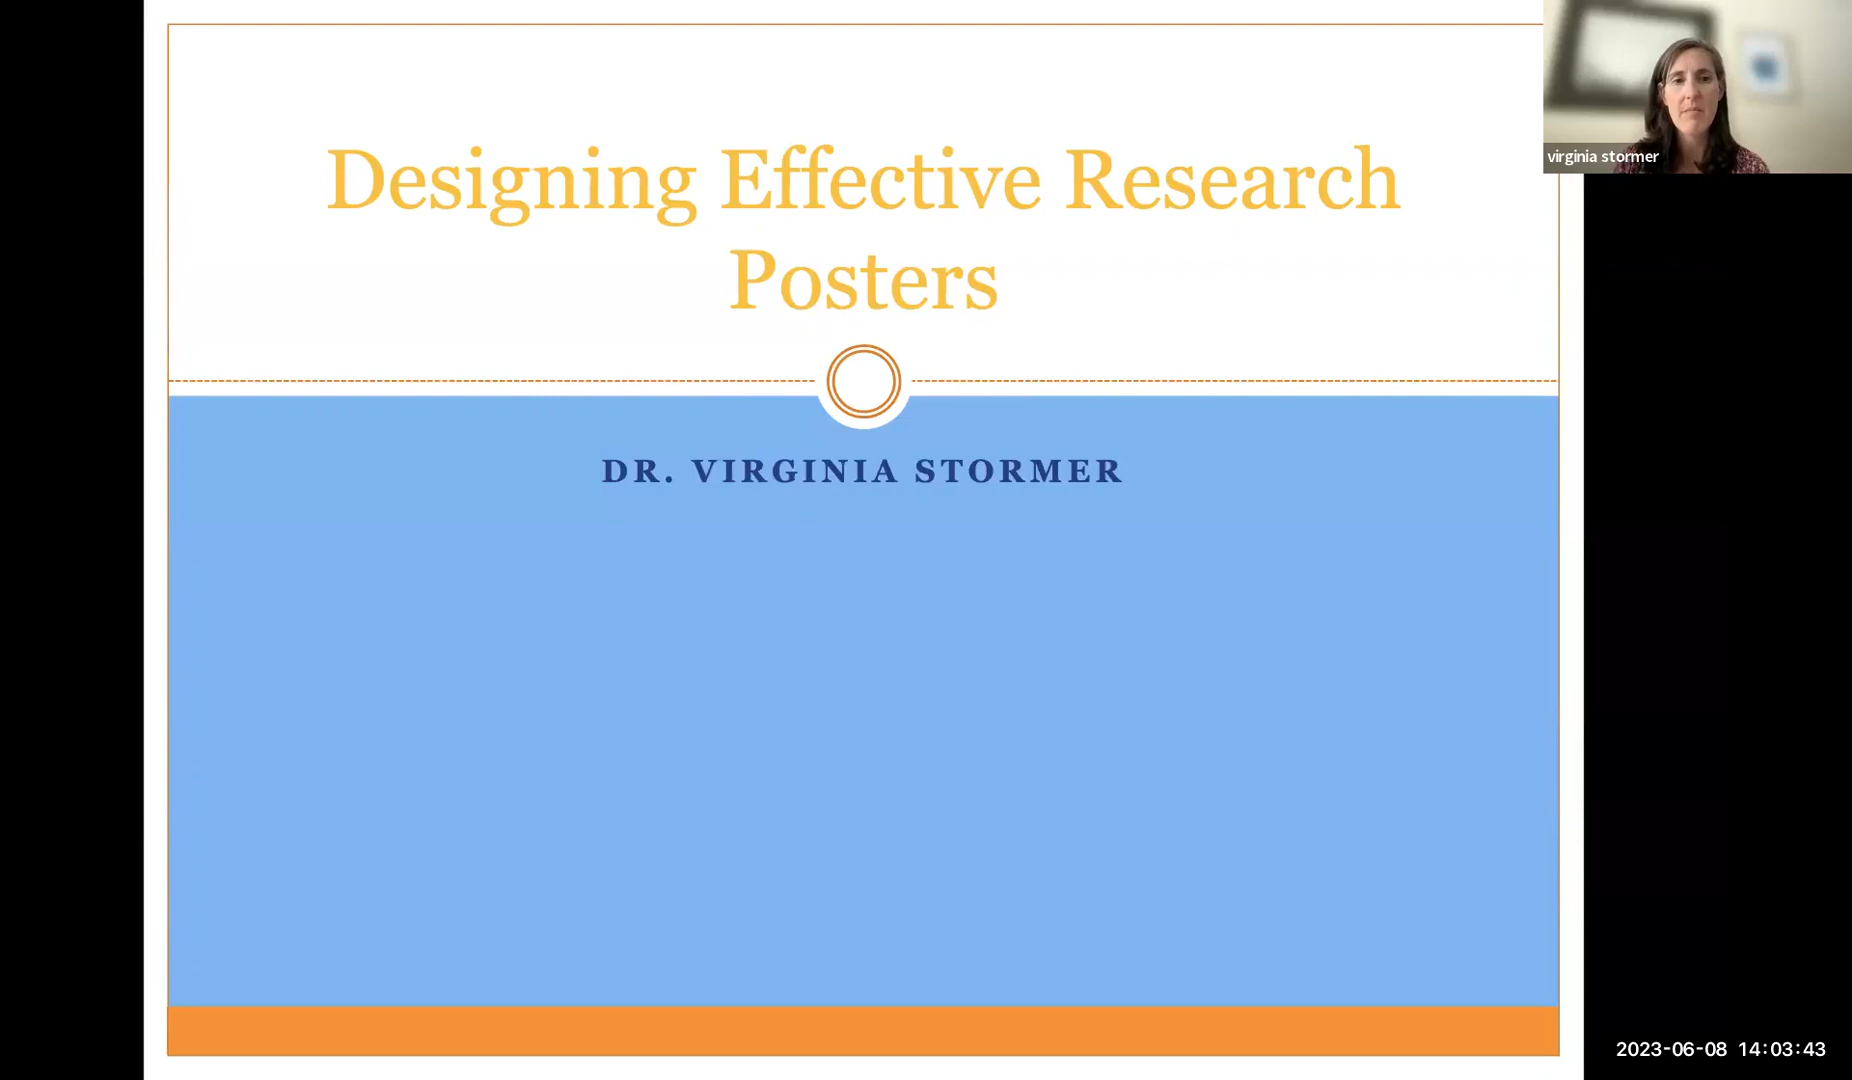 Designing Effective Research
Posters
DR. VIRGINIA STORMER
virginia stormer
2023-06-08 14:03:43